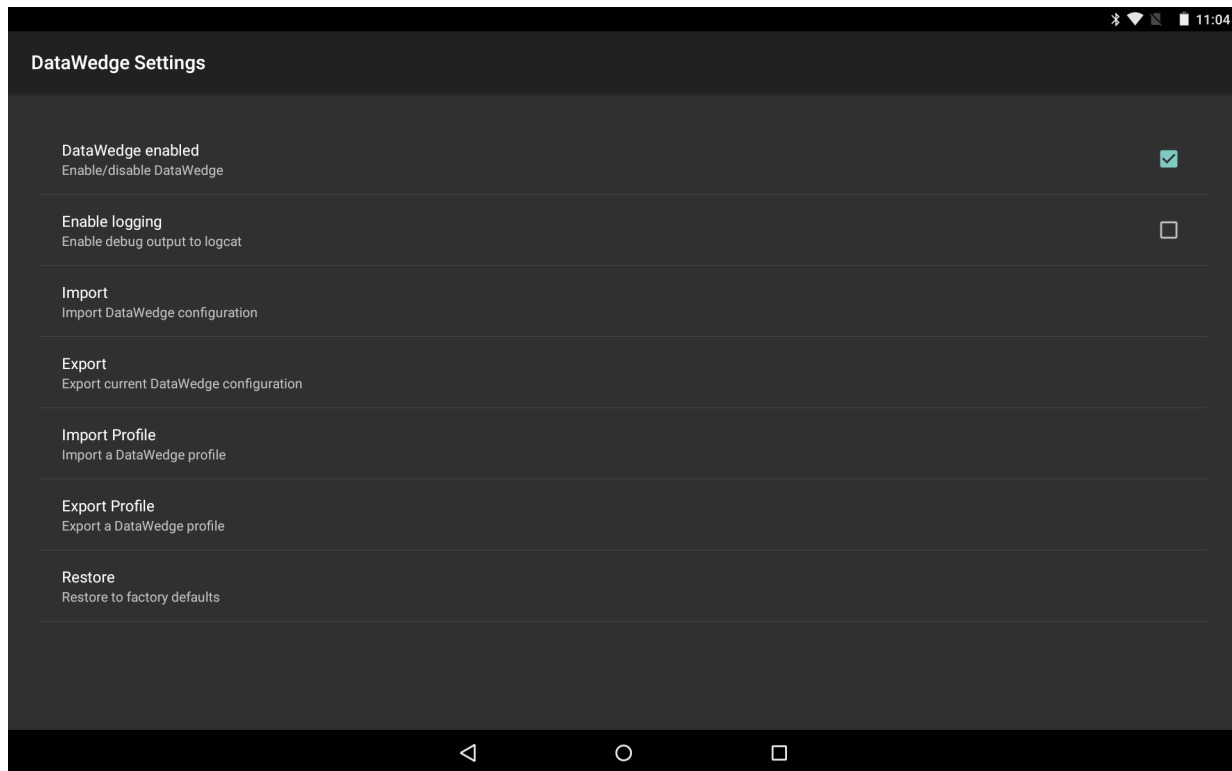 11:04
DataWedge Settings
DataWedge enabled
Enable/disable DataWedge
Enable logging
Enable debug output to logcat
Import
Import DataWedge configuration
Export
Export current DataWedge configuration
Import Profile
Import a DataWedge profile
Export Profile
Export a DataWedge profile
Restore
Restore to factory defaults